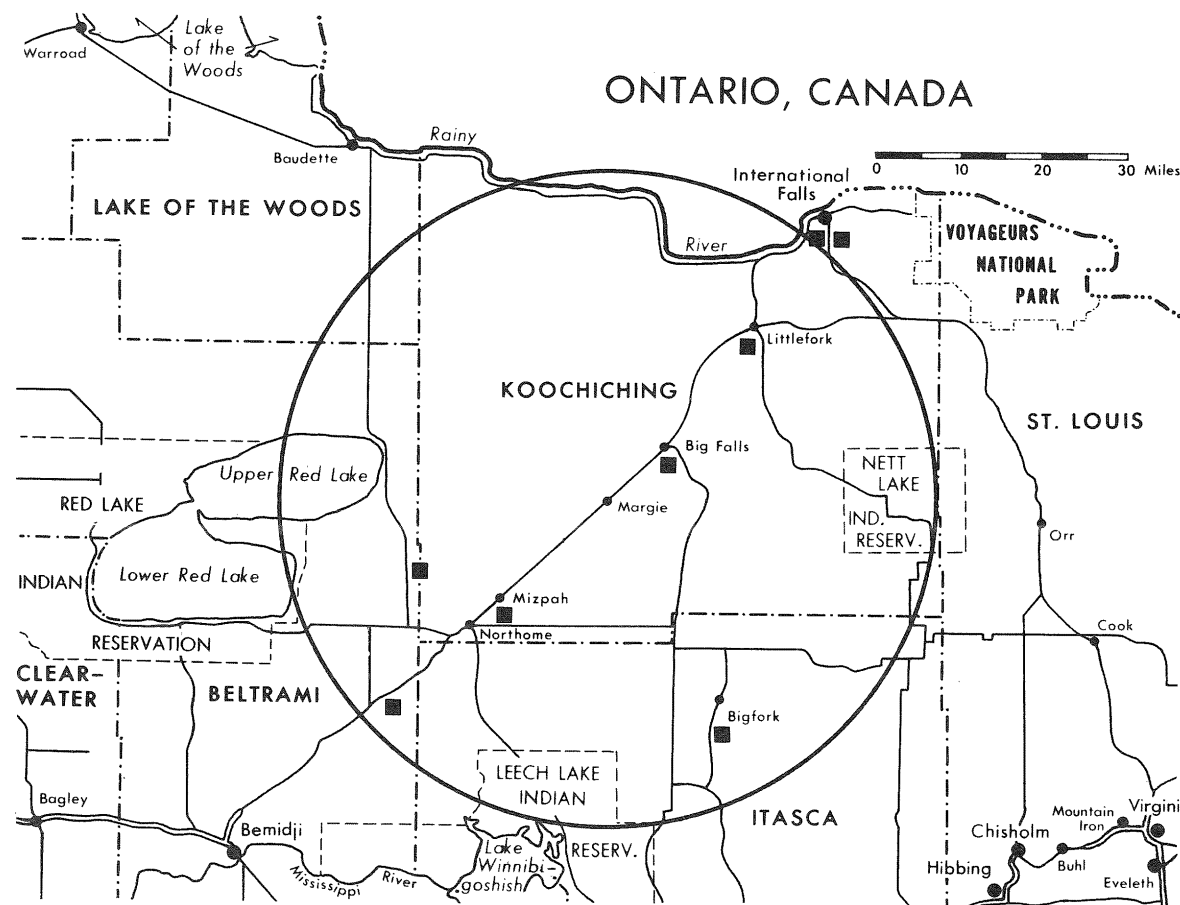 Lake
of the
Woods
Warroad
ONTARIO, CANADA
Rainy
Baudette
0 10 20 30 Miles
International
Falls
LAKE OF THE WOODS
River
VOYAGEURS
NATIONAL
PARK
Littlefork
KOOCHICHING
ST. LOUIS
Big Falls
Upper Red Lake
NETT
LAKE
RED LAKE
Margie
IND.
RESERV.
Orr
INDIAN
Lower Red Lake
Mizpah
Northome
Cook
RESERVATION
CLEAR-
WATER
BELTRAMI
Bigfork
LEECH LAKE
INDIAN
RESERV.
Bagley
ITASCA
Bemidji
Mountain
Iron
Virgini
Chisholm
Lake
Winnibi-
goshish
Buhl
Hibbing
Eveleth
Mississippi River